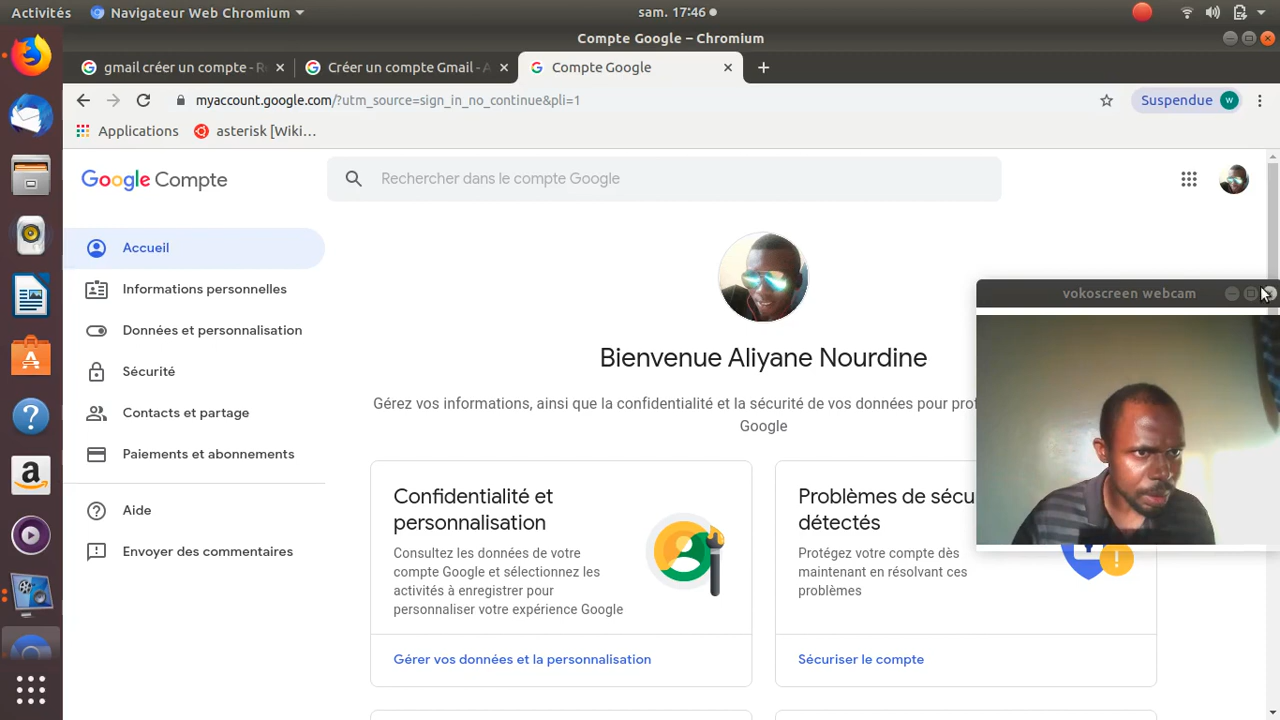 Activités
Navigateur Web Chromium
sam. 17:46
Compte Google – Chromium
gmail créer un compte - R
Créer un compte Gmail - A
Compte Google
myaccount.google.com/?utm_source=sign_in_no_continue&pli=1
Suspendue
W
Applications
asterisk [Wiki…
Google Compte
Rechercher dans le compte Google
Accueil
Informations personnelles
Données et personnalisation
Sécurité
Contacts et partage
Paiements et abonnements
Aide
Envoyer des commentaires
Bienvenue Aliyane Nourdine
Gérez vos informations, ainsi que la confidentialité et la sécurité de vos données pour
Google
Confidentialité et
personnalisation
Consultez les données de votre
compte Google et sélectionnez les
activités à enregistrer pour
personnaliser votre expérience Google
Gérer vos données et la personnalisation
Problèmes de sécu
détectés
Protégez votre compte dès
maintenant en résolvant ces
problèmes
Sécuriser le compte
vokoscreen webcam